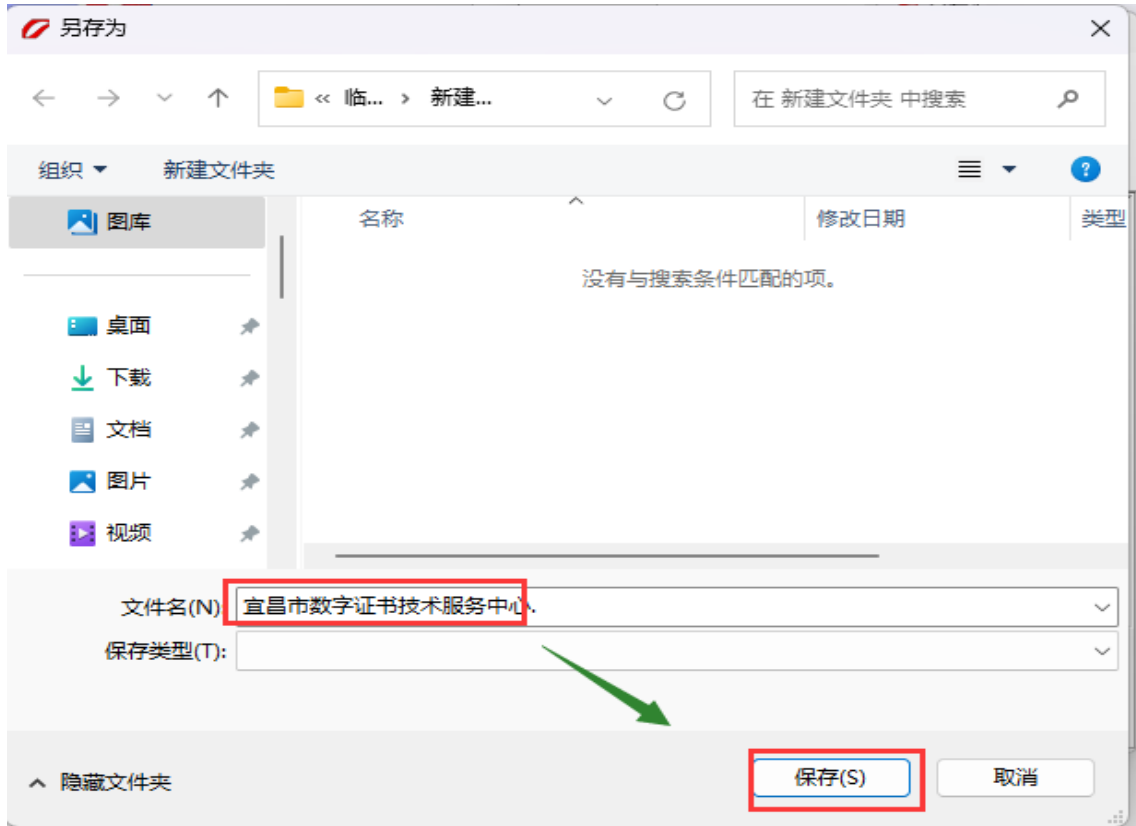 另存为
« 临... › 新建...
在 新建文件夹 中搜索
组织
新建文件夹
图库
名称
修改日期
类型
没有与搜索条件匹配的项。
桌面
下载
文档
图片
视频
文件名(N):
宜昌市数字证书技术服务中心.
保存类型(T):
隐藏文件夹
保存(S)
取消